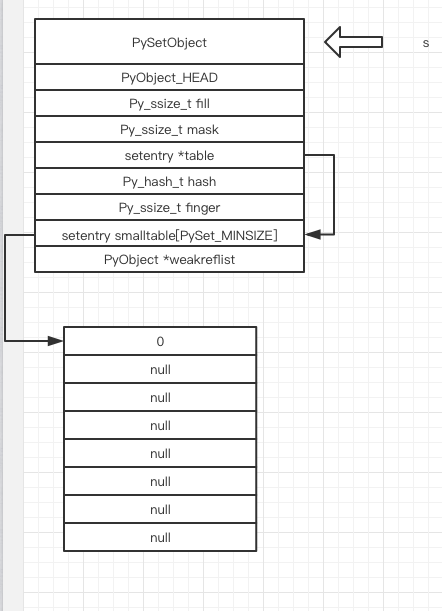 PySetObject
s
PyObject_HEAD
Py_ssize_t fill
Py_ssize_t mask
setentry *table
Py_hash_t hash
Py_ssize_t finger
setentry smalltable[PySet_MINSIZE]
PyObject *weakreflist
0
null
null
null
null
null
null
null